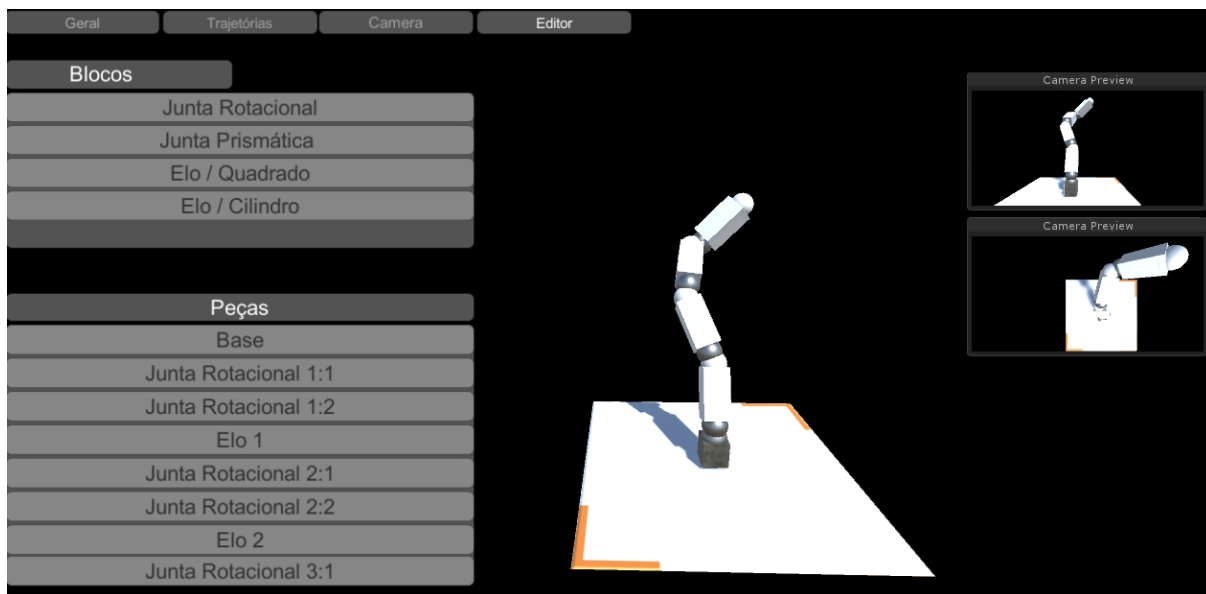 Geral
Trajetórias
Camera
Editor
Blocos
Junta Rotacional
Junta Prismática
Elo / Quadrado
Elo / Cilindro
Peças
Base
Junta Rotacional 1:1
Junta Rotacional 1:2
Elo 1
Junta Rotacional 2:1
Junta Rotacional 2:2
Elo 2
Junta Rotacional 3:1
Camera Preview
Camera Preview